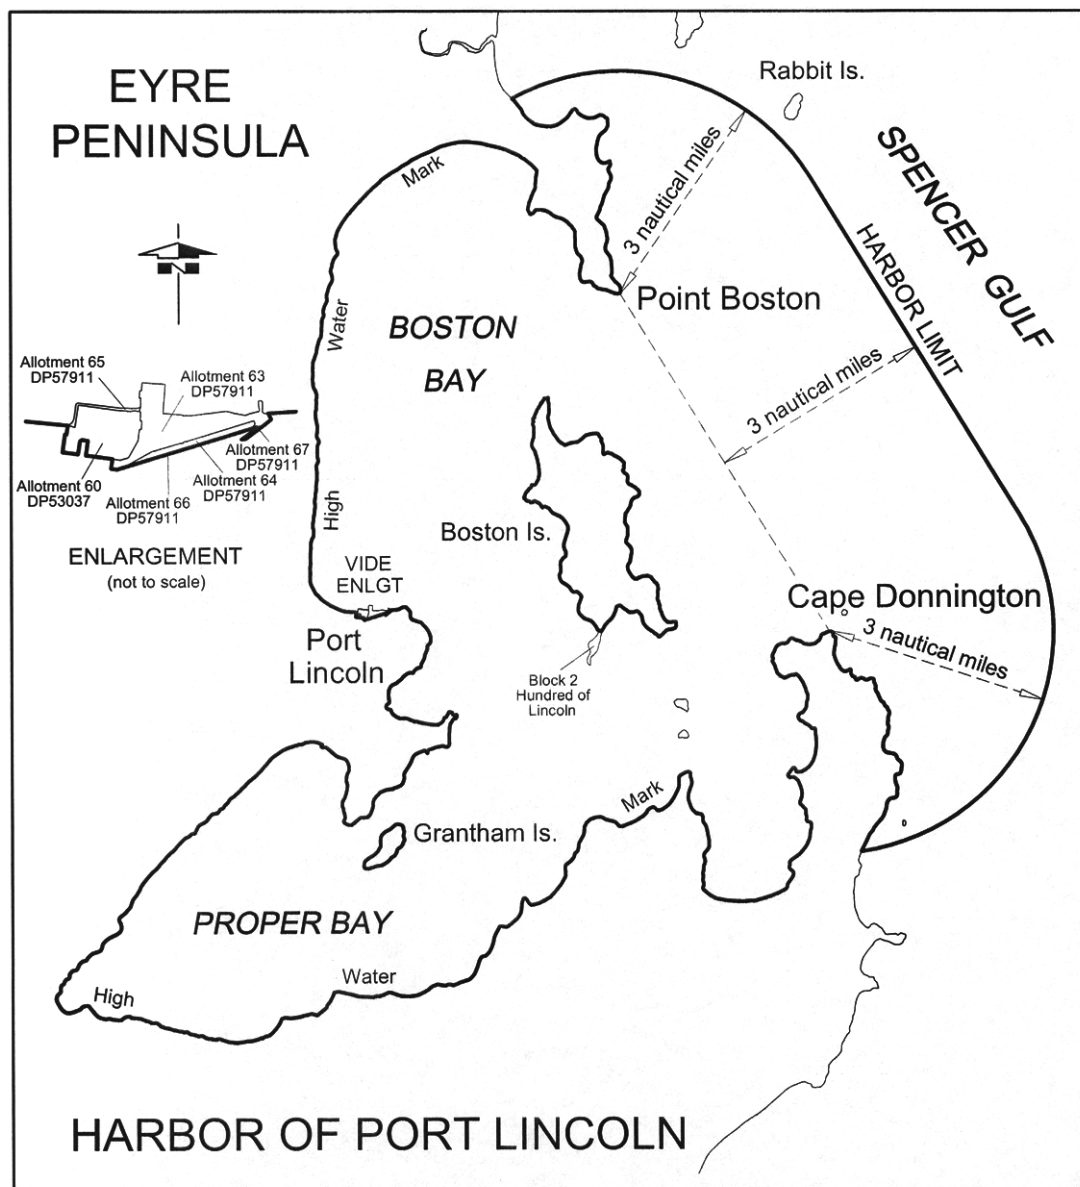 EYRE
PENINSULA
Rabbit Is.
SPENCER GULF
HARBOR LIMIT
Mark
3 nautical miles
Point Boston
N
Water
BOSTON
BAY
3 nautical miles
Allotment 65
DP57911
Allotment 63
DP57911
Allotment 67
DP57911
Allotment 64
DP57911
Allotment 60
DP53037
Allotment 66
DP57911
ENLARGEMENT
(not to scale)
High
Boston Is.
VIDE
ENLGT
Cape Donnington
3 nautical miles
Port
Lincoln
Block 2
Hundred of
Lincoln
Mark
Grantham Is.
PROPER BAY
Water
High
HARBOR OF PORT LINCOLN